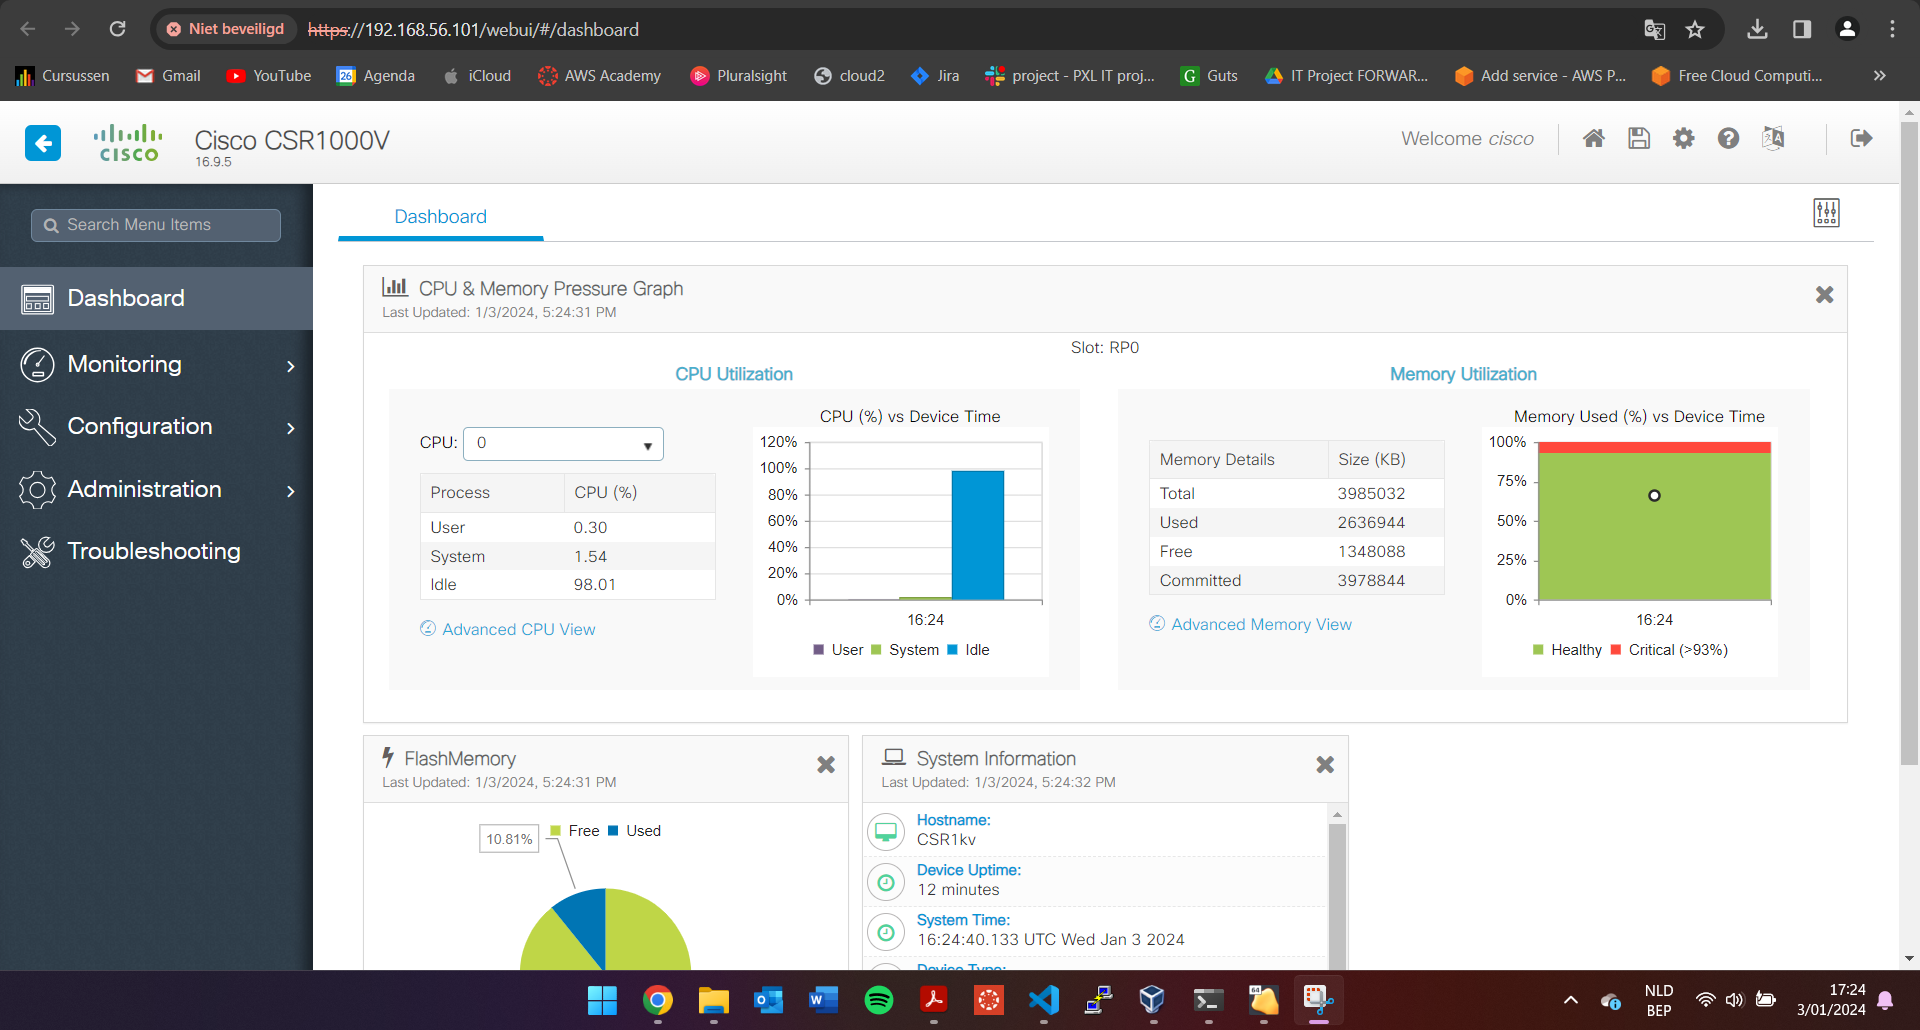 Niet beveiligd https://192.168.56.101/webui/#/dashboard
Cursussen Gmail YouTube 26 Agenda iCloud AWS Academy Pluralsight cloud2 Jira project - PXL IT proj... G Guts IT Project FORWAR... Add service - AWS P... Free Cloud Computi... »
CISCO Cisco CSR1000V
16.9.5
Welcome cisco
Search Menu Items
Dashboard
Monitoring
Configuration
Administration
Troubleshooting
Dashboard
CPU & Memory Pressure Graph
Last Updated: 1/3/2024, 5:24:31 PM
Slot: RP0
CPU Utilization
CPU: 0
Process CPU (%)
User 0.30
System 1.54
Idle 98.01
Advanced CPU View
CPU (%) vs Device Time
120%
100%
80%
60%
40%
20%
0%
16:24
User System Idle
Memory Utilization
Memory Details Size (KB)
Total 3985032
Used 2636944
Free 1348088
Committed 3978844
Advanced Memory View
Memory Used (%) vs Device Time
100%
75%
50%
25%
0%
16:24
Healthy Critical (>93%)
FlashMemory
Last Updated: 1/3/2024, 5:24:31 PM
10.81% Free Used
System Information
Last Updated: 1/3/2024, 5:24:32 PM
Hostname:
CSR1kv
Device Uptime:
12 minutes
System Time:
16:24:40.133 UTC Wed Jan 3 2024
Device Type:
64
NLD
BEP
17:24
3/01/2024